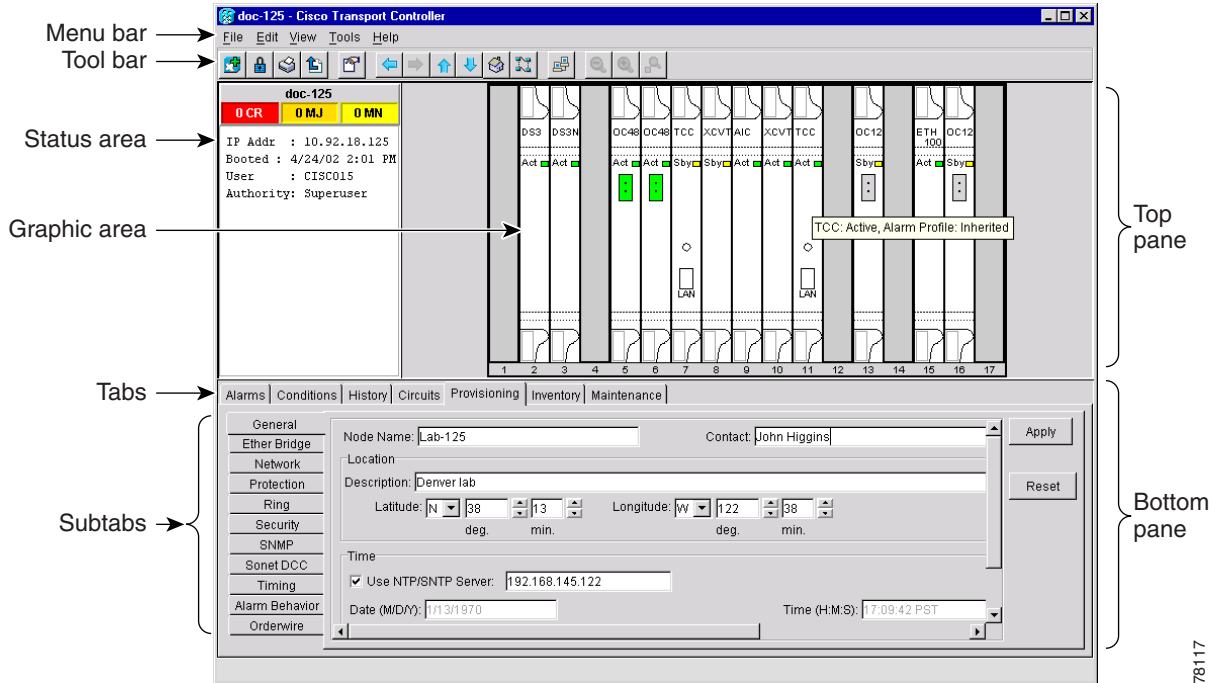 doc-125 - Cisco Transport Controller
Menu bar
File Edit View Tools Help
Tool bar
doc-125
0 CR 0 MJ 0 MN
Status area
IP Addr : 10.92.18.125
Booted : 4/24/02 2:01 PM
User : CISC015
Authority: Superuser
Graphic area
DS3 DS3N OC48 OC48 TCC XCVT AIC XCVT TCC OC12 ETH 100 OC12
Act Act Act Act Sby Sby Act Act Act Sby Act Sby
TCC: Active, Alarm Profile: Inherited
LAN LAN
1 2 3 4 5 6 7 8 9 10 11 12 13 14 15 16 17
Top
pane
Tabs
Alarms Conditions History Circuits Provisioning Inventory Maintenance
Subtabs
General
Ether Bridge
Network
Protection
Ring
Security
SNMP
Sonet DCC
Timing
Alarm Behavior
Orderwire
Node Name: Lab-125 Contact: John Higgins
Location
Description: Denver lab
Latitude: N 38 13 Longitude: W 122 38
deg. min. deg. min.
Time
Use NTP/SNTP Server: 192.168.145.122
Date (M/D/Y): 1/13/1970 Time (H:M:S): 17:09:42 PST
Apply
Reset
Bottom
pane
78117